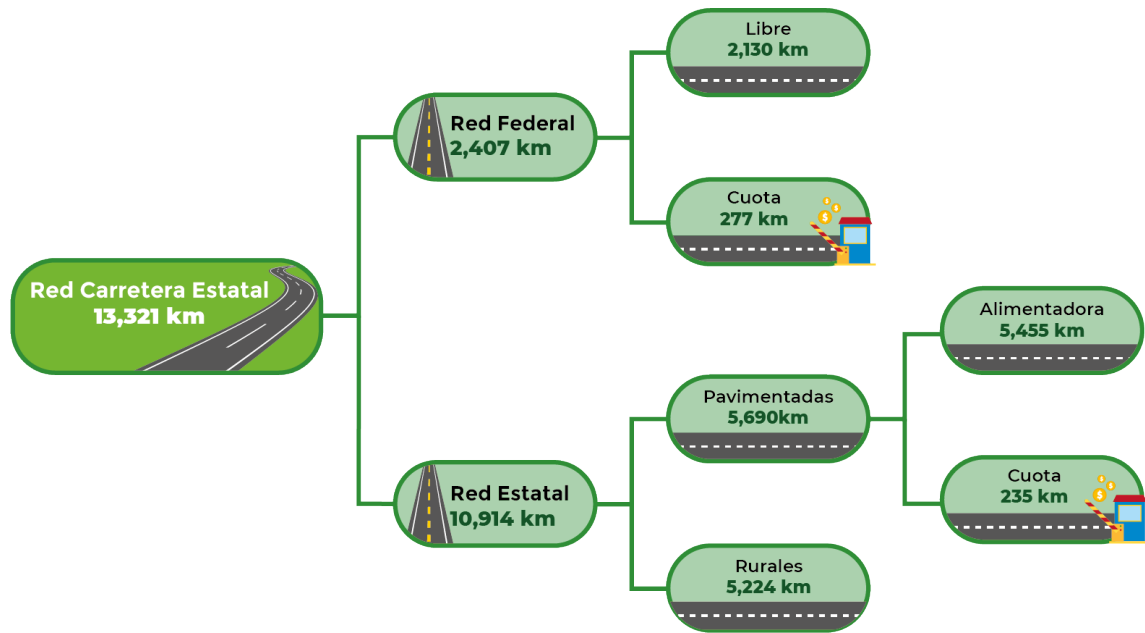 Red Carretera Estatal
13,321 km
Red Federal
2,407 km
Libre
2,130 km
Cuota
277 km
Red Estatal
10,914 km
Pavimentadas
5,690km
Alimentadora
5,455 km
Cuota
235 km
Rurales
5,224 km